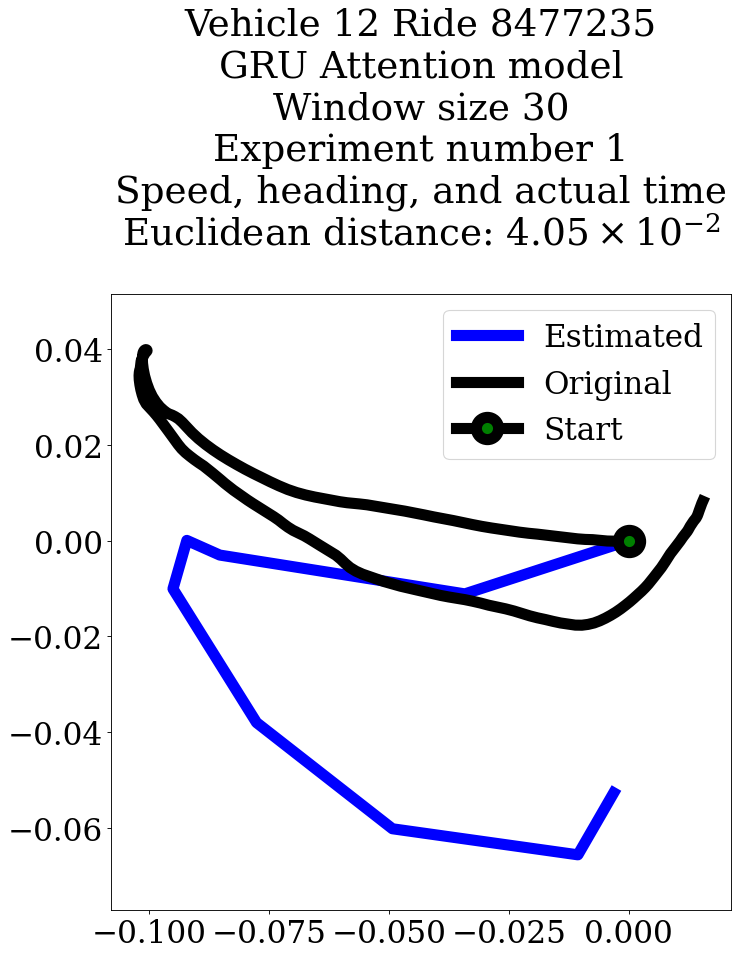 Vehicle 12 Ride 8477235
GRU Attention model
Window size 30
Experiment number 1
Speed, heading, and actual time
Euclidean distance: 4.05 × 10⁻²
Estimated
Original
Start
0.04
0.02
0.00
−0.02
−0.04
−0.06
−0.100 −0.075 −0.050 −0.025 0.000